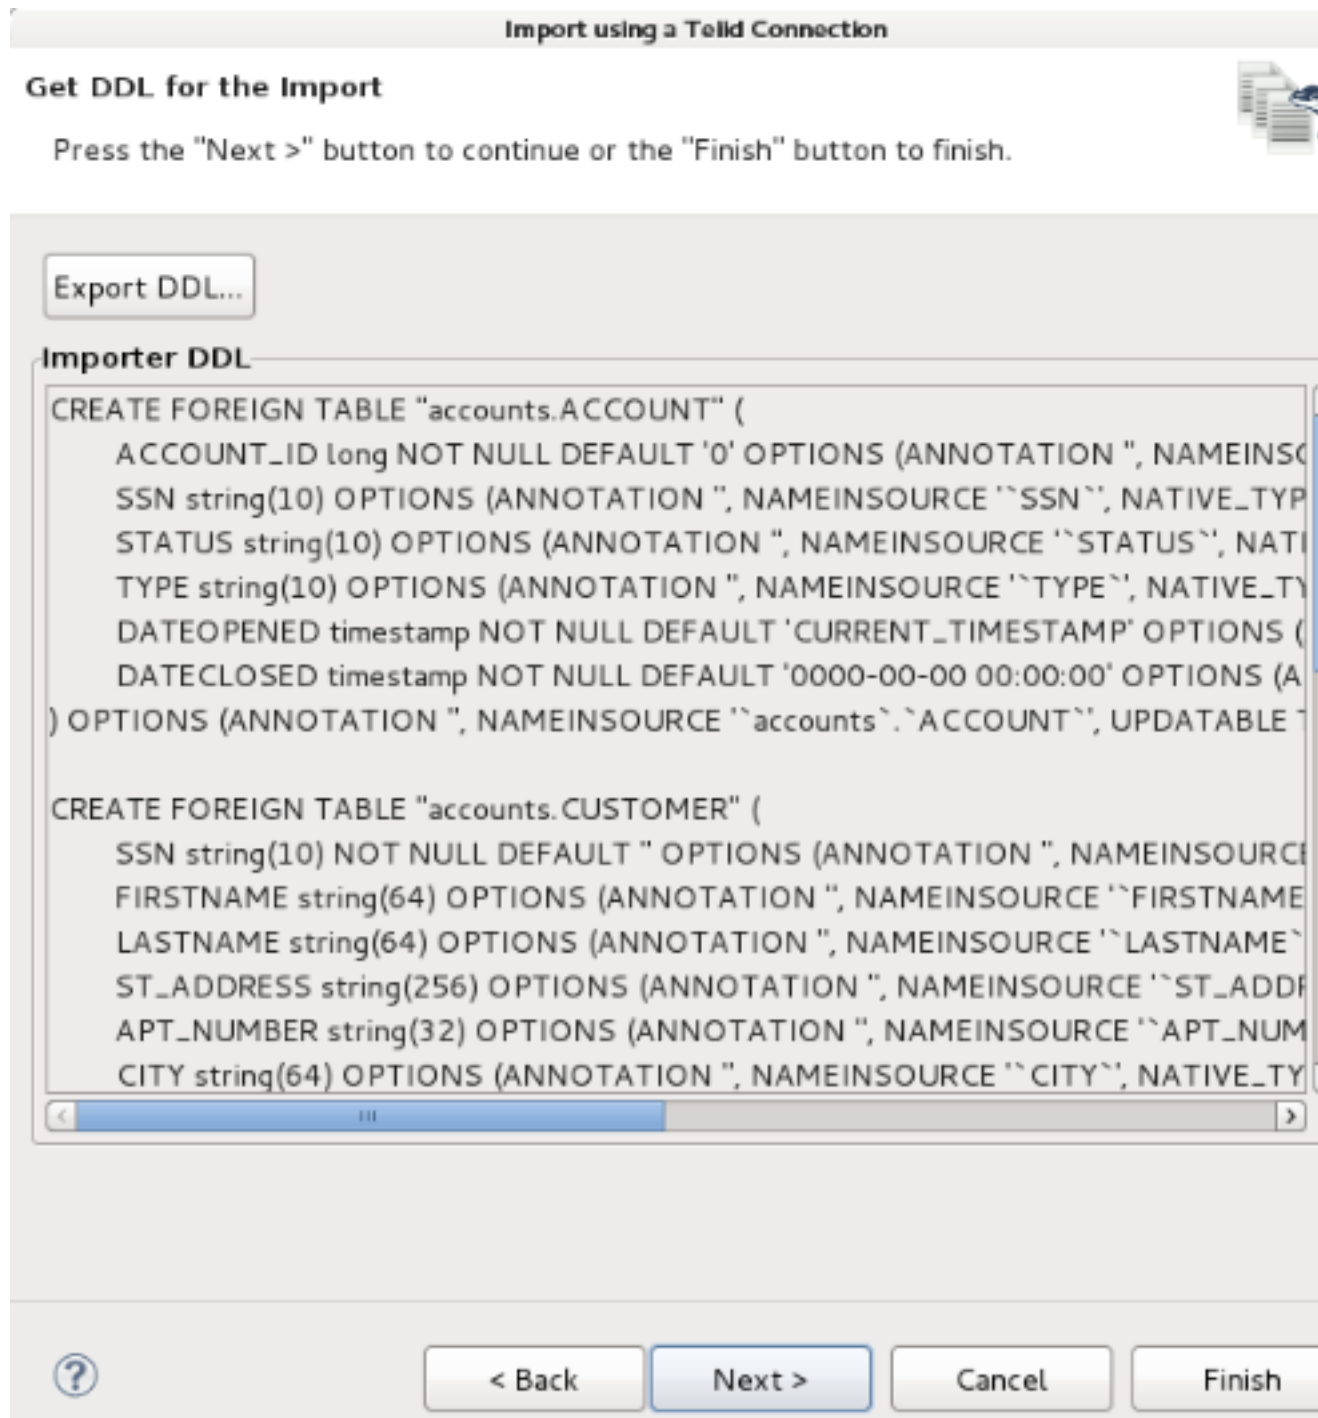 Import using a Telid Connection
Get DDL for the Import
Press the "Next >" button to continue or the "Finish" button to finish.
Export DDL...
Importer DDL
CREATE FOREIGN TABLE "accounts.ACCOUNT" (
ACCOUNT_ID long NOT NULL DEFAULT '0' OPTIONS (ANNOTATION '', NAMEINSO
SSN string(10) OPTIONS (ANNOTATION '', NAMEINSOURCE '`SSN`', NATIVE_TYP
STATUS string(10) OPTIONS (ANNOTATION '', NAMEINSOURCE '`STATUS`', NATI
TYPE string(10) OPTIONS (ANNOTATION '', NAMEINSOURCE '`TYPE`', NATIVE_TY
DATEOPENED timestamp NOT NULL DEFAULT 'CURRENT_TIMESTAMP' OPTIONS (
DATECLOSED timestamp NOT NULL DEFAULT '0000-00-00 00:00:00' OPTIONS (A
) OPTIONS (ANNOTATION '', NAMEINSOURCE '`accounts`.`ACCOUNT`', UPDATABLE T
CREATE FOREIGN TABLE "accounts.CUSTOMER" (
SSN string(10) NOT NULL DEFAULT '' OPTIONS (ANNOTATION '', NAMEINSOURCE
FIRSTNAME string(64) OPTIONS (ANNOTATION '', NAMEINSOURCE '`FIRSTNAME
LASTNAME string(64) OPTIONS (ANNOTATION '', NAMEINSOURCE '`LASTNAME`
ST_ADDRESS string(256) OPTIONS (ANNOTATION '', NAMEINSOURCE '`ST_ADDR
APT_NUMBER string(32) OPTIONS (ANNOTATION '', NAMEINSOURCE '`APT_NUM
CITY string(64) OPTIONS (ANNOTATION '', NAMEINSOURCE '`CITY`', NATIVE_TY
< Back Next > Cancel Finish